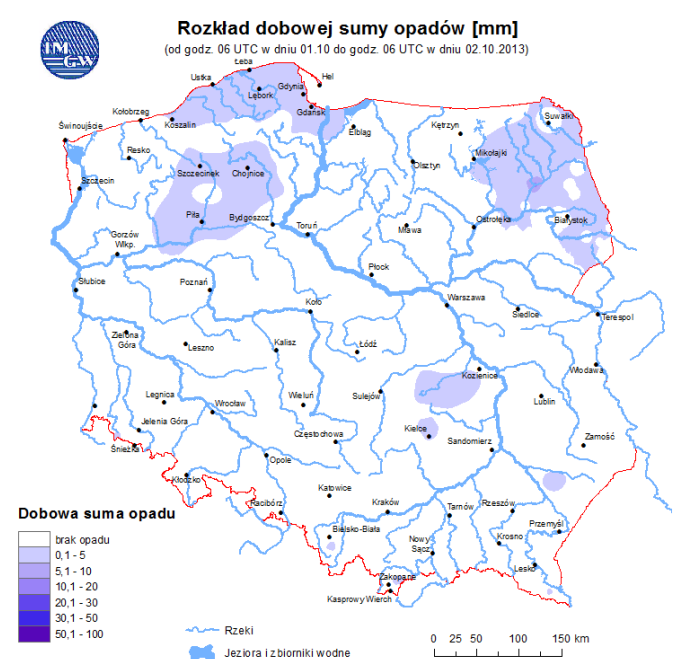 Rozkład dobowej sumy opadów [mm]
(od godz. 06 UTC w dniu 01.10 do godz. 06 UTC w dniu 02.10.2013)
IM
GW
Łeba
Ustka
Hel
Lębork
Gdynia
Gdańsk
Kołobrzeg
Koszalin
Świnoujście
Elbląg
Kętrzyn
Suwałki
Resko
Szczecinek
Chojnice
Olsztyn
Mikołajki
Szczecin
Piła
Bydgoszcz
Toruń
Mława
Ostrołęka
Białystok
Gorzów
Wlkp.
Płock
Słubice
Poznań
Koło
Warszawa
Siedlce
Terespol
Zielona
Góra
Leszno
Kalisz
Łódź
Kozienice
Włodawa
Legnica
Wrocław
Wieluń
Sulejów
Lublin
Jelenia Góra
Kielce
Częstochowa
Sandomierz
Zamość
Śnieżka
Opole
Kłodzko
Katowice
Racibórz
Kraków
Tarnów
Rzeszów
Bielsko-Biała
Przemyśl
Nowy
Sącz
Krosno
Lesko
Zakopane
Kasprowy Wierch
Dobowa suma opadu
brak opadu
0,1 - 5
5,1 - 10
10,1 - 20
20,1 - 30
30,1 - 50
50,1 - 100
Rzeki
Jeziora i zbiorniki wodne
0 25 50 100 150 km